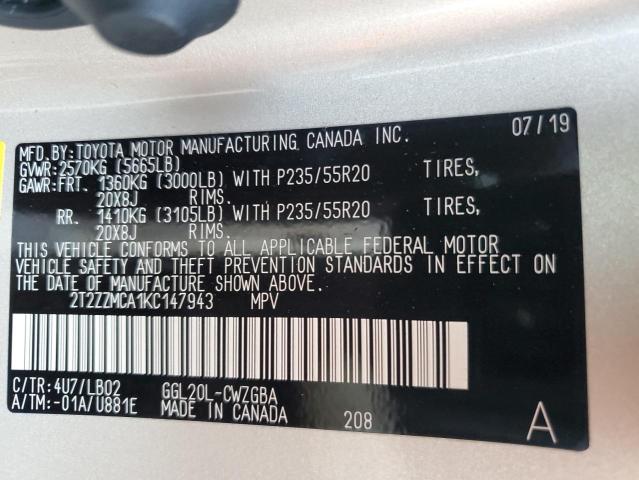 07/19
MFD.BY:TOYOTA MOTOR MANUFACTURING CANADA INC.
GVWR:2570KG (5665LB)
GAWR:FRT. 1360KG (3000LB) WITH P235/55R20 TIRES,
20X8J RIMS.
RR. 1410KG (3105LB) WITH P235/55R20 TIRES,
20X8J RIMS.
THIS VEHICLE CONFORMS TO ALL APPLICABLE FEDERAL MOTOR
VEHICLE SAFETY AND THEFT PREVENTION STANDARDS IN EFFECT ON
THE DATE OF MANUFACTURE SHOWN ABOVE.
2T2ZZMCA1KC147943 MPV
C/TR:4U7/LB02 GGL20L-CWZGBA
A/TM:-01A/U881E MADE IN CANADA 208 A